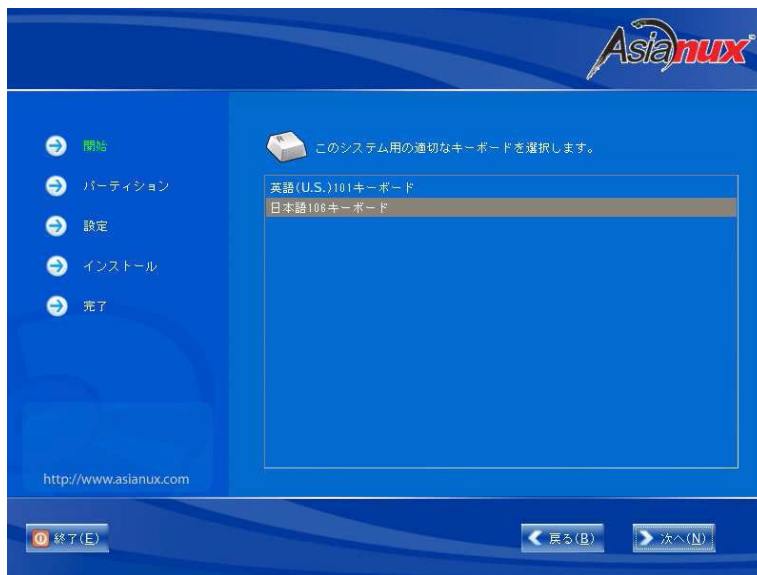 Asianux
開始
パーティション
設定
インストール
完了
http://www.asianux.com
このシステム用の適切なキーボードを選択します。
英語(U.S.)101キーボード
日本語106キーボード
終了(E)
戻る(B)
次へ(N)